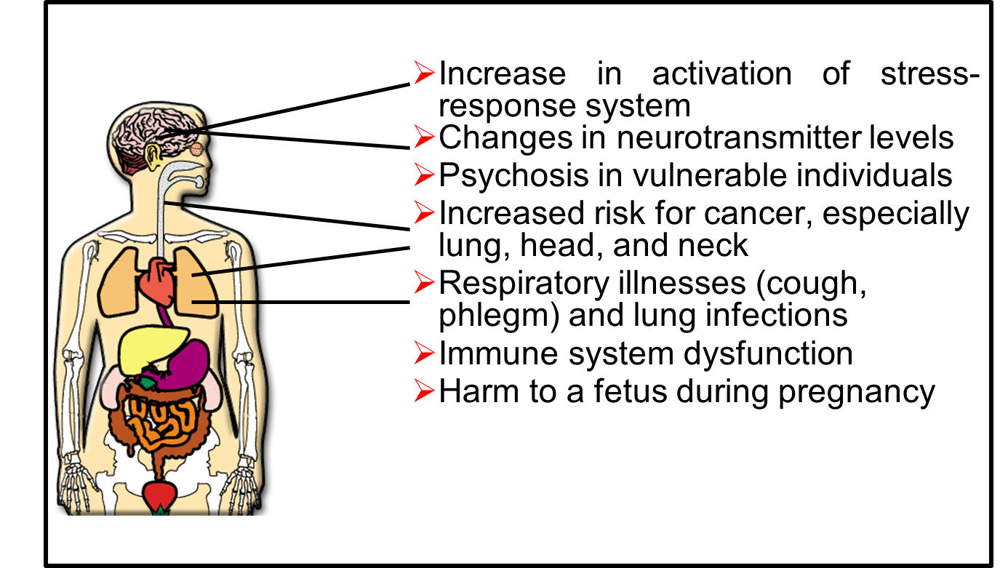 ➢Increase in activation of stress-
response system
➢Changes in neurotransmitter levels
➢Psychosis in vulnerable individuals
➢Increased risk for cancer, especially
lung, head, and neck
➢Respiratory illnesses (cough,
phlegm) and lung infections
➢Immune system dysfunction
➢Harm to a fetus during pregnancy